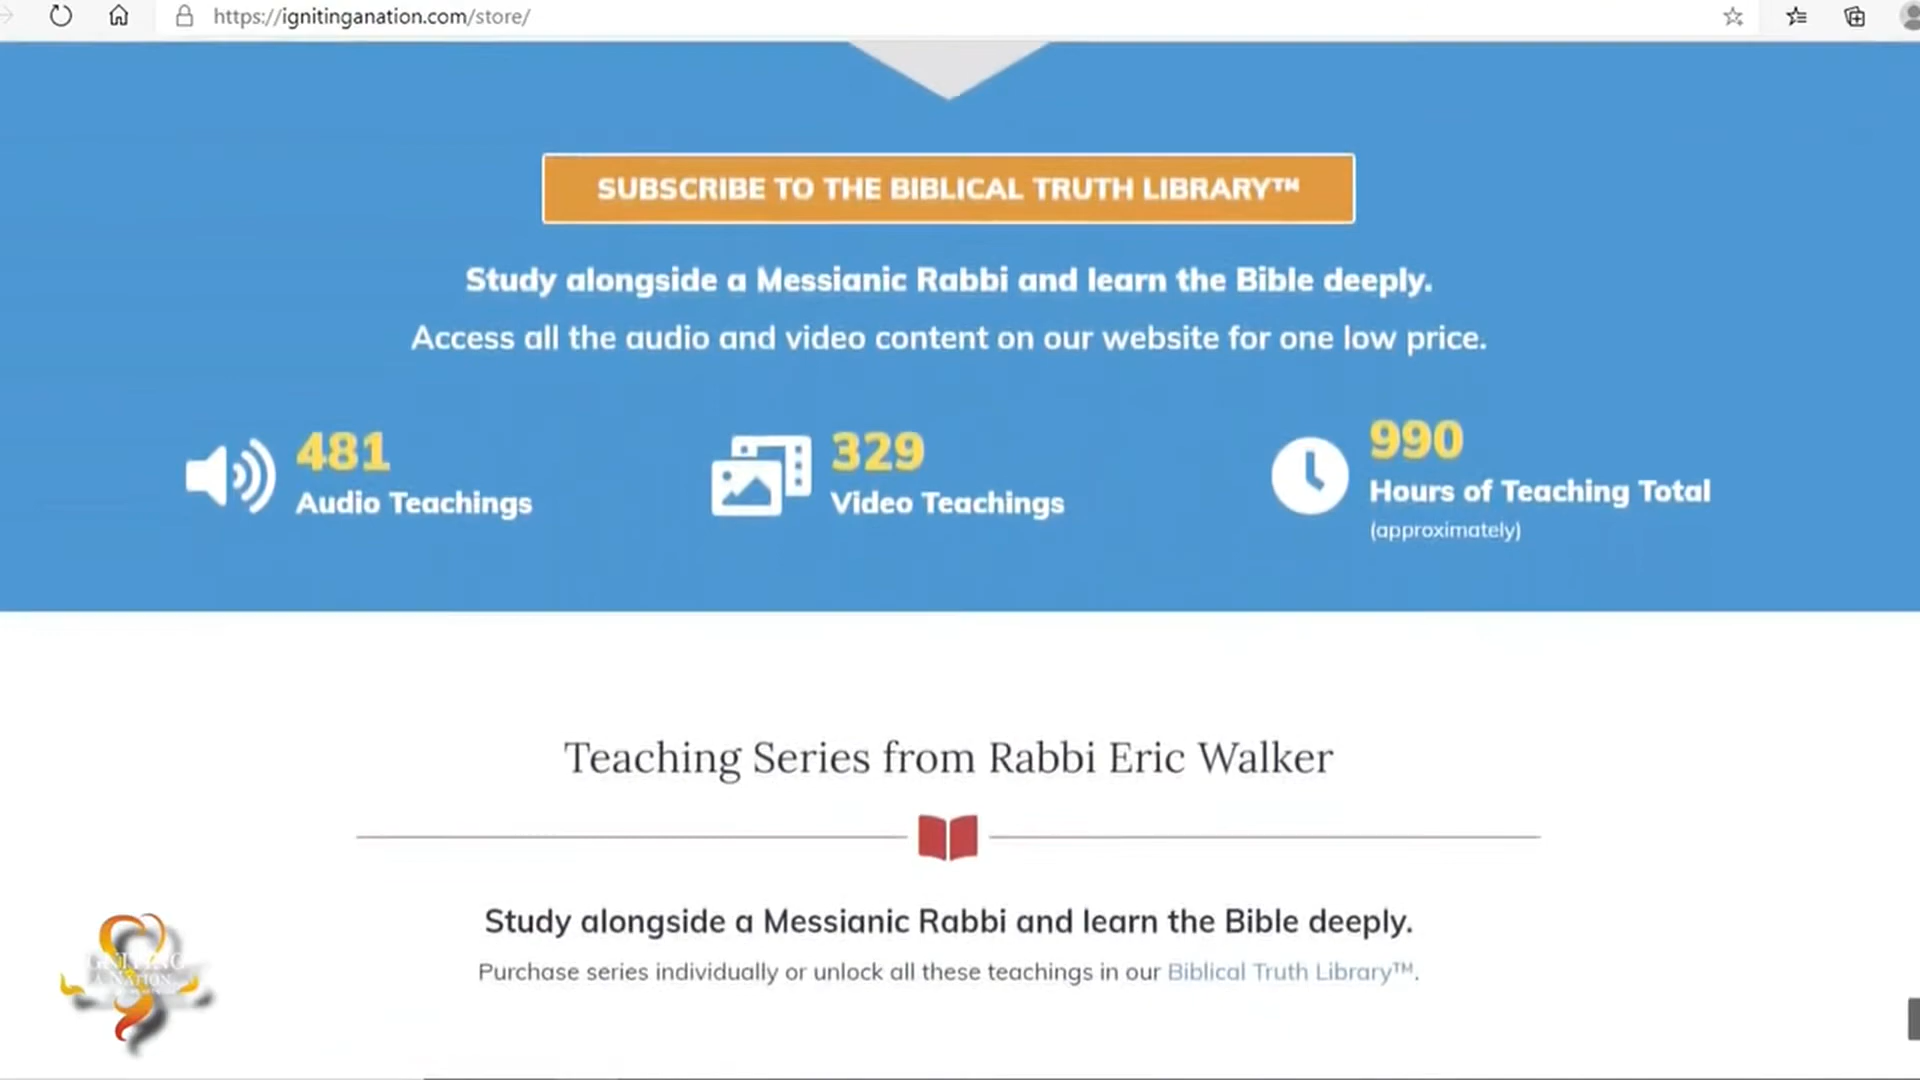 https://ignitinganation.com/store/
SUBSCRIBE TO THE BIBLICAL TRUTH LIBRARY™
Study alongside a Messianic Rabbi and learn the Bible deeply.
Access all the audio and video content on our website for one low price.
481
Audio Teachings
329
Video Teachings
990
Hours of Teaching Total
(approximately)
Teaching Series from Rabbi Eric Walker
Study alongside a Messianic Rabbi and learn the Bible deeply.
Purchase series individually or unlock all these teachings in our Biblical Truth Library™.
IGNITING
A NATION